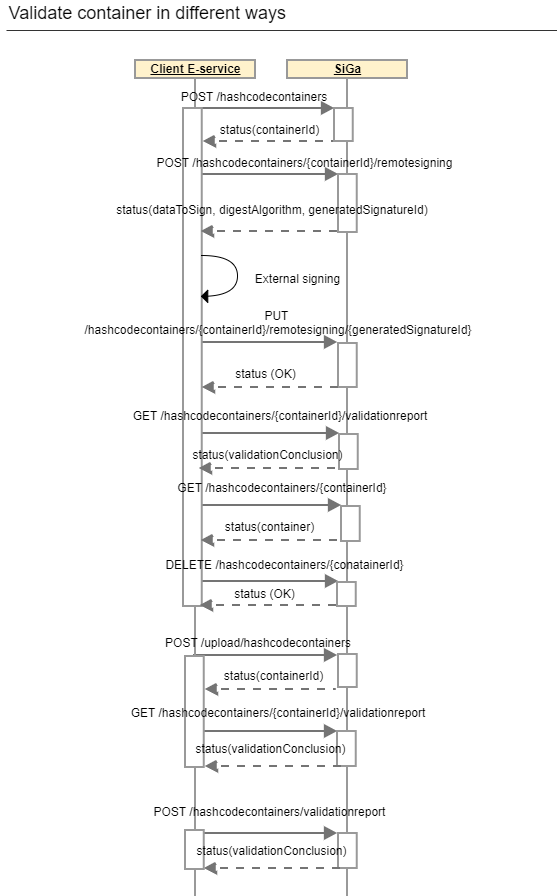 Validate container in different ways
Client E-service
SiGa
POST /hashcodecontainers
status(containerId)
POST /hashcodecontainers/{containerId}/remotesigning
status(dataToSign, digestAlgorithm, generatedSignatureId)
External signing
PUT
/hashcodecontainers/{containerId}/remotesigning/{generatedSignatureId}
status (OK)
GET /hashcodecontainers/{containerId}/validationreport
status(validationConclusion)
GET /hashcodecontainers/{containerId}
status(container)
DELETE /hashcodecontainers/{conatainerId}
status (OK)
POST /upload/hashcodecontainers
status(containerId)
GET /hashcodecontainers/{containerId}/validationreport
status(validationConclusion)
POST /hashcodecontainers/validationreport
status(validationConclusion)